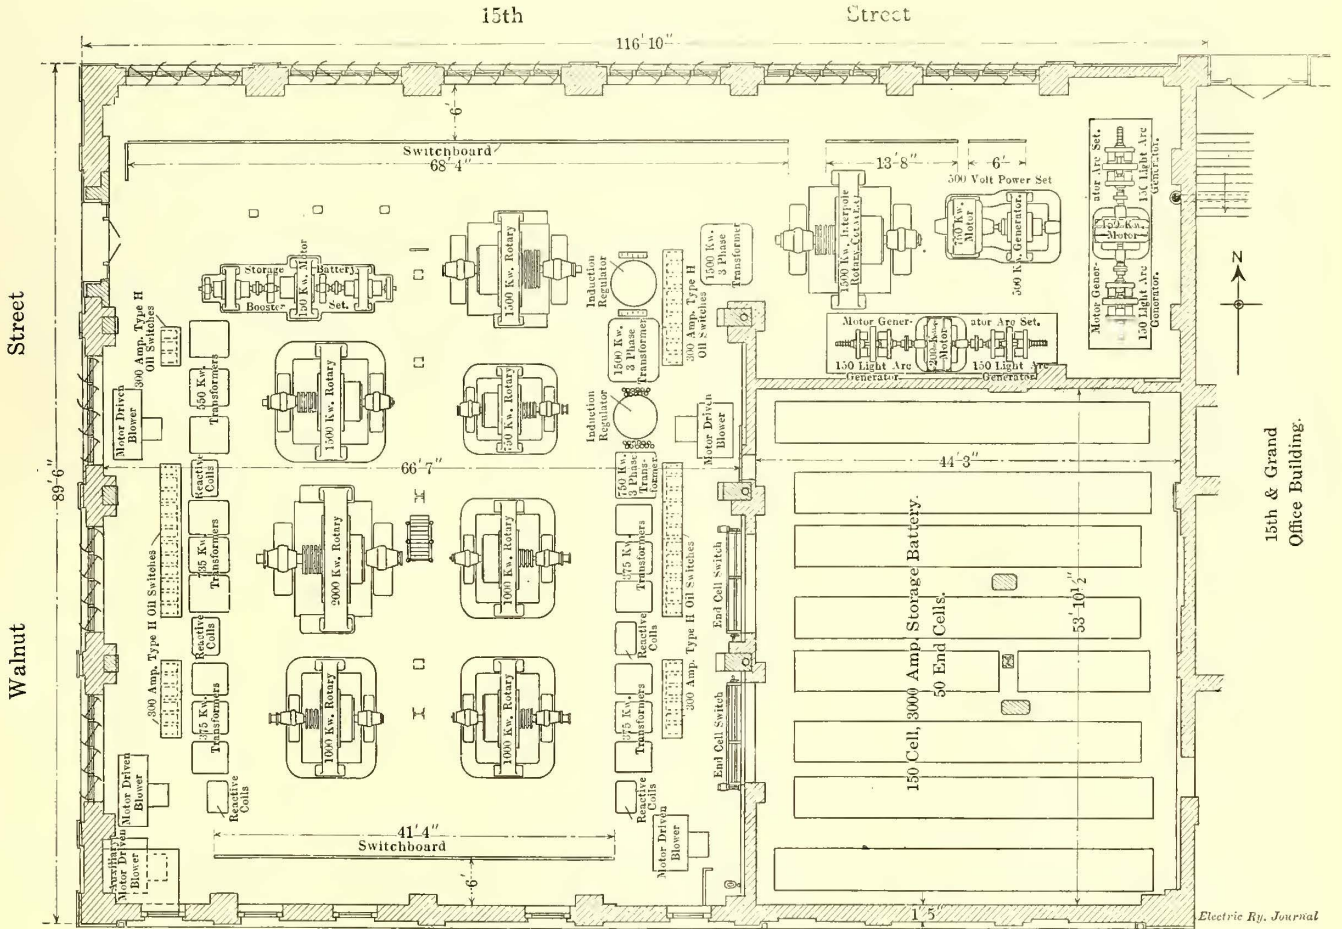 15th Street
116'-10"
6'
Switchboard
68'-4"
13'-8"
6'
500 Volt Power Set
1500 Kw. Rotary
1500 Kw.
3 Phase
Transformer
300 Amp. Type H
Oil Switches
Induction
Regulator
1500 Kw. Interpole
Rotary
750 Kw.
Motor
500 Kw. Generator.
Motor Gener-
ator Arc Set.
150 Light Arc
Generator.
Motor
150 Light Arc
Generator.
N
Storage Battery
150 Kw. Motor
Booster Set.
300 Amp. Type H
Oil Switches
550 Kw.
Transformers
Motor Driven
Blower
1500 Kw. Rotary
750 Kw. Rotary
1500 Kw.
3 Phase
Transformer
Induction
Regulator
Motor Driven
Blower
Motor Gener- ator Arc Set.
200 Kw.
Motor
150 Light Arc
Generator
150 Light Arc
Generator.
Street
Walnut
89'-6"
66'7"
44'-3"
Reactive
Coils
300 Amp. Type H Oil Switches
735 Kw.
Transformers
Reactive
Coils
2000 Kw. Rotary
1000 Kw. Rotary
750 Kw.
3 Phase
Trans-
former
375 Kw.
Transformers
300 Amp. Type H Oil Switches
End Cell Switch
Reactive
Coils
150 Cell, 3000 Amp. Storage Battery.
50 End Cells.
53'-10½"
15th & Grand
Office Building.
375 Kw.
Transformers
1000 Kw. Rotary
1000 Kw. Rotary
375 Kw.
Transformers
End Cell Switch
Motor Driven
Blower
Reactive
Coils
Reactive
Coils
Auxiliary
Motor Driven
Blower
41'4"
Switchboard
6'
Motor Driven
Blower
1'5"
Electric Ry. Journal